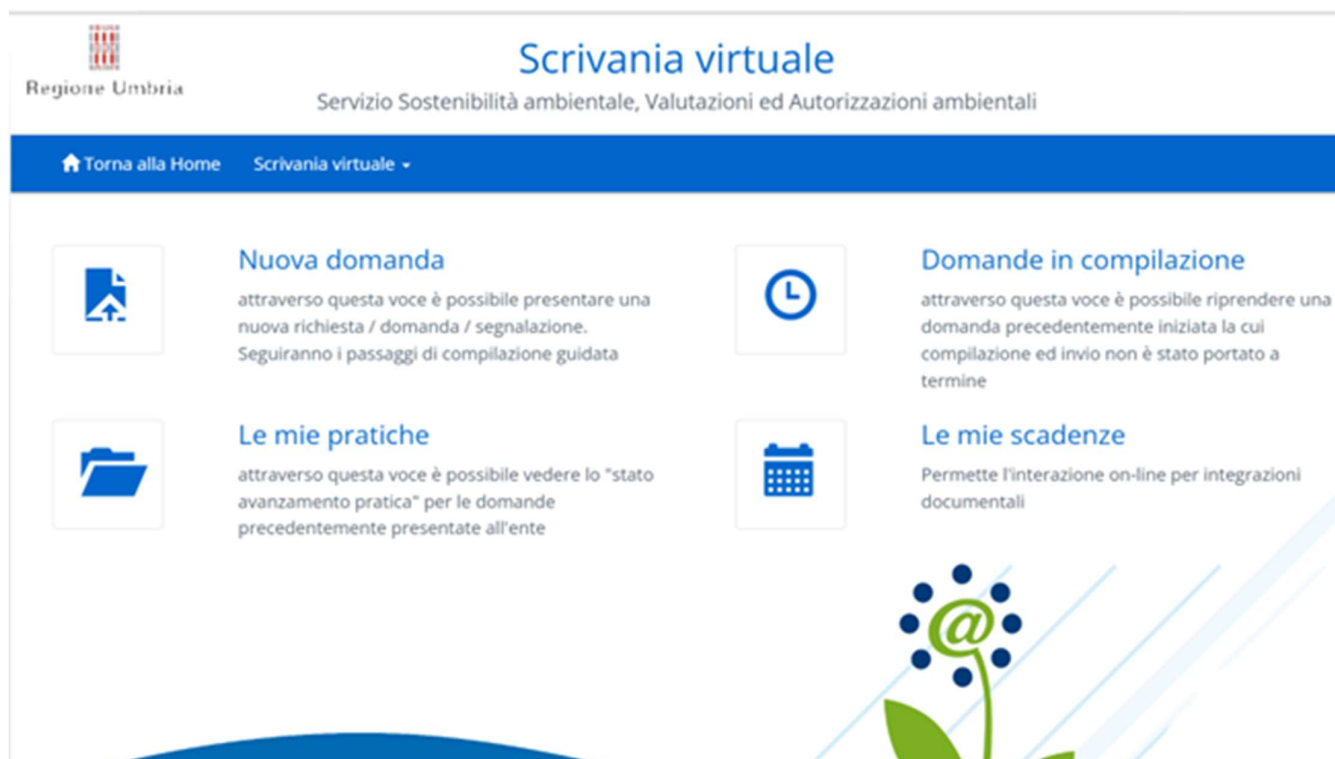 Regione Umbria
Scrivania virtuale
Servizio Sostenibilità ambientale, Valutazioni ed Autorizzazioni ambientali
Torna alla Home
Scrivania virtuale
Nuova domanda
attraverso questa voce è possibile presentare una
nuova richiesta / domanda / segnalazione.
Seguiranno i passaggi di compilazione guidata
Domande in compilazione
attraverso questa voce è possibile riprendere una
domanda precedentemente iniziata la cui
compilazione ed invio non è stato portato a
termine
Le mie pratiche
attraverso questa voce è possibile vedere lo "stato
avanzamento pratica" per le domande
precedentemente presentate all'ente
Le mie scadenze
Permette l'interazione on-line per integrazioni
documentali
@